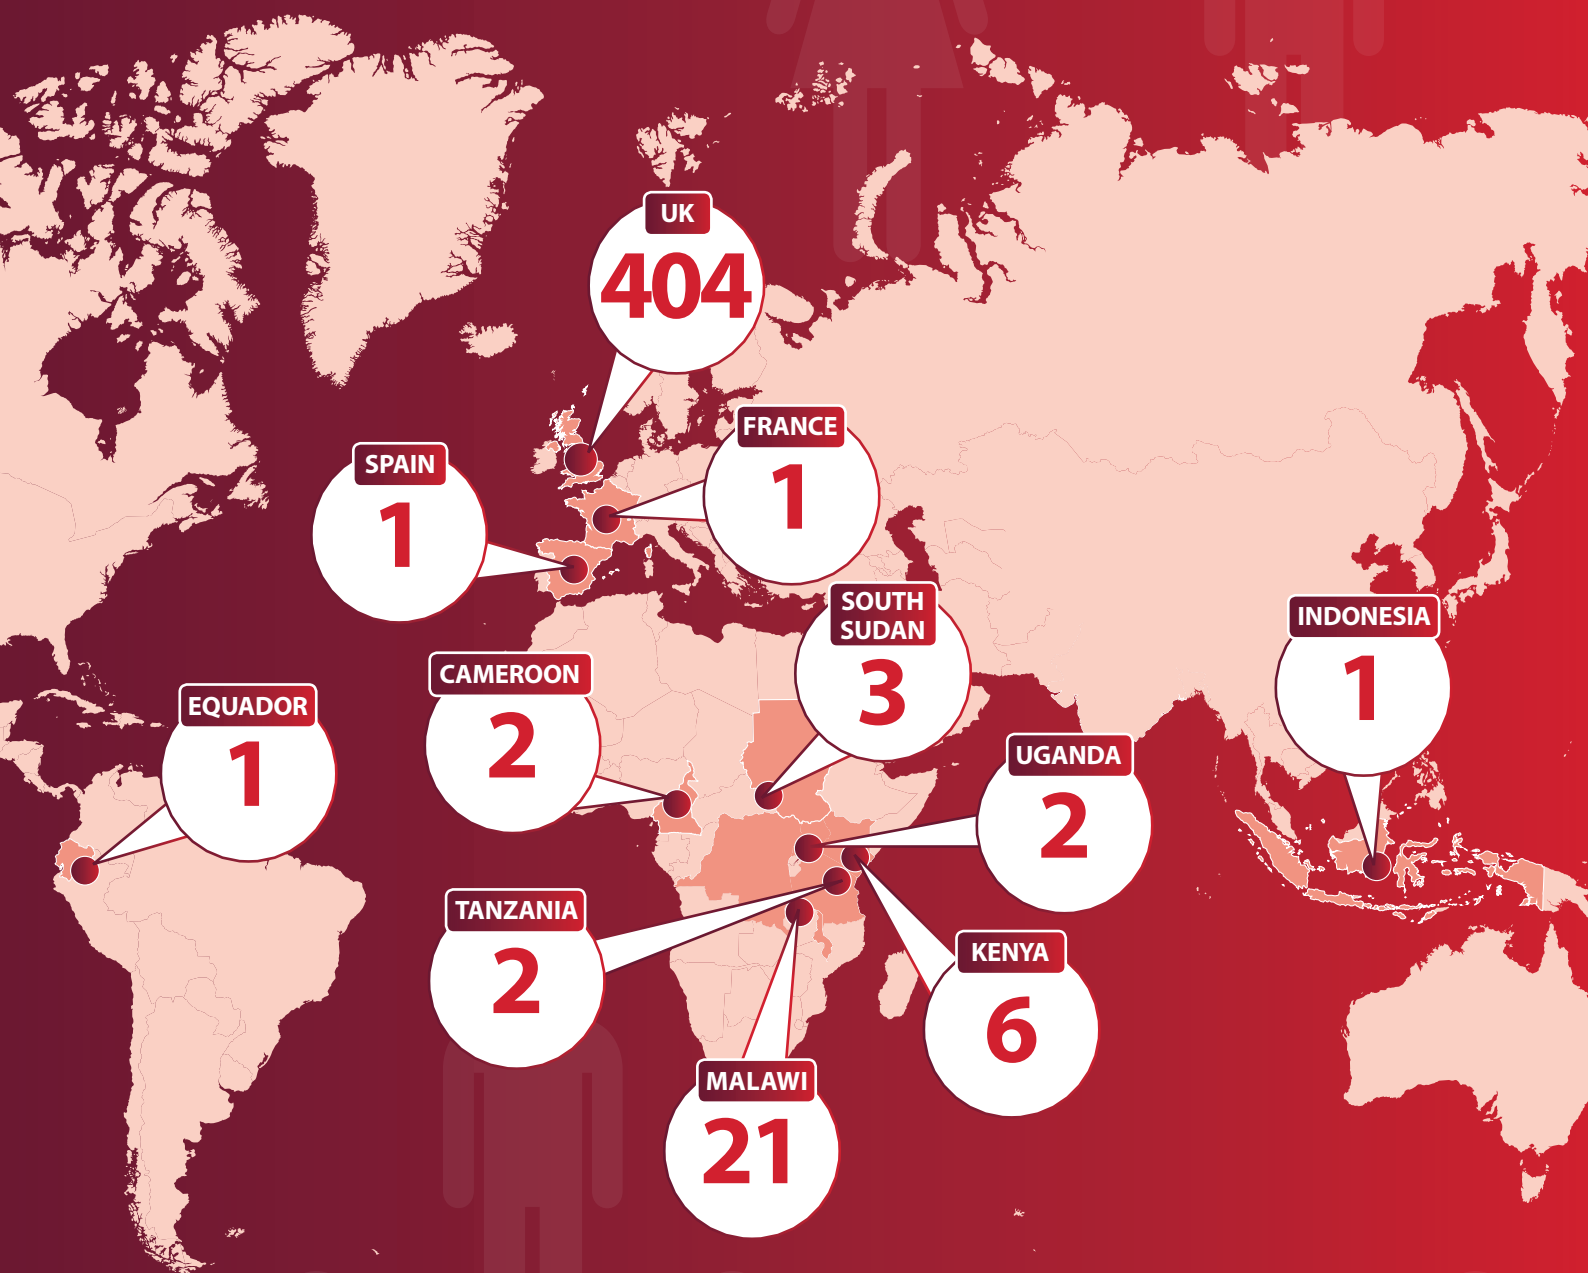 UK
404
FRANCE
1
SPAIN
1
SOUTH
SUDAN
3
INDONESIA
1
CAMEROON
2
EQUADOR
1
UGANDA
2
TANZANIA
2
KENYA
6
MALAWI
21